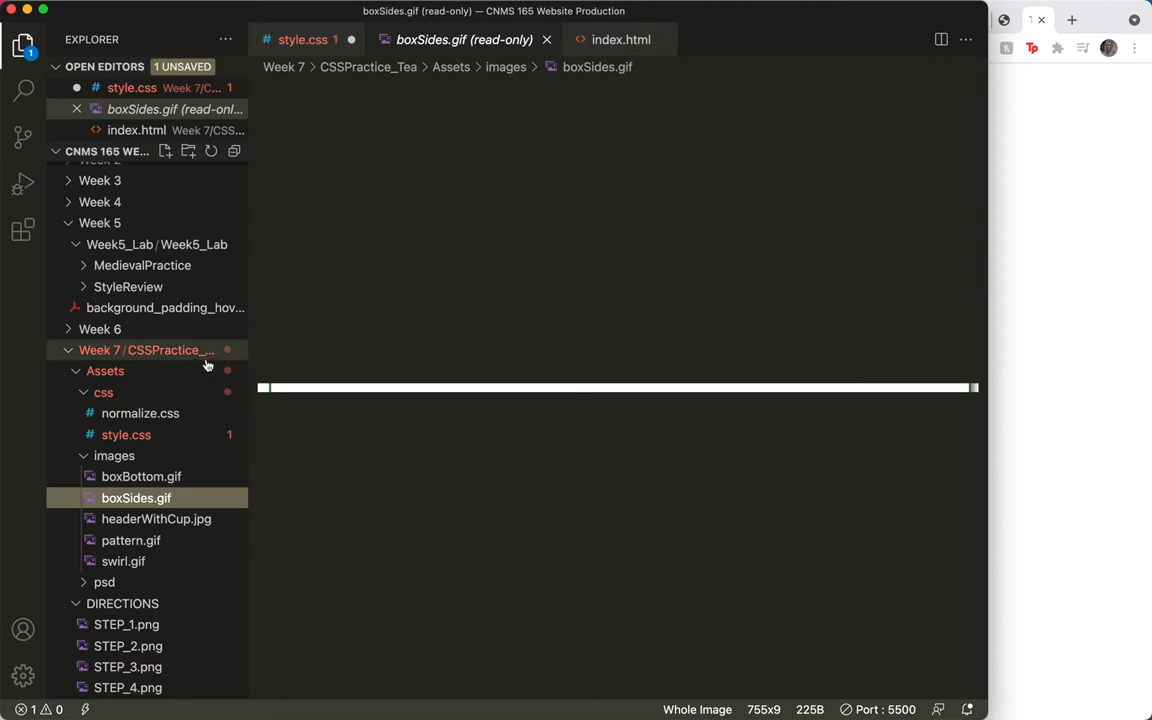 boxSides.gif (read-only) — CNMS 165 Website Production
EXPLORER
# style.css 1
boxSides.gif (read-only)
index.html
OPEN EDITORS 1 UNSAVED
Week 7 > CSSPractice_Tea > Assets > images > boxSides.gif
# style.css Week 7/C... 1
boxSides.gif (read-onl...
index.html Week 7/CSS...
CNMS 165 WE...
Week 2
Week 3
Week 4
Week 5
Week5_Lab / Week5_Lab
MedievalPractice
StyleReview
background_padding_hov...
Week 6
Week 7 / CSSPractice_...
Assets
css
# normalize.css
# style.css 1
images
boxBottom.gif
boxSides.gif
headerWithCup.jpg
pattern.gif
swirl.gif
psd
DIRECTIONS
STEP_1.png
STEP_2.png
STEP_3.png
STEP_4.png
1 0
Whole Image 755x9 225B Port : 5500
1
Tp